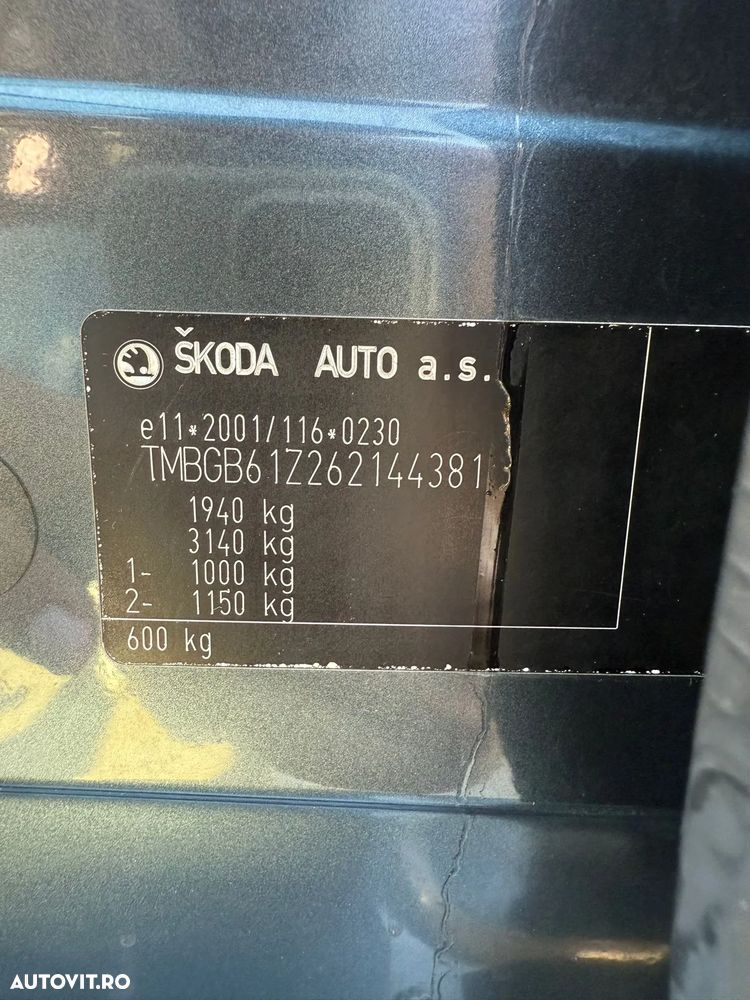 ŠKODA AUTO a.s.
e11*2001/116*0230
TMBGB61Z262144381
1940 kg
3140 kg
1- 1000 kg
2- 1150 kg
600 kg
AUTOVIT.RO